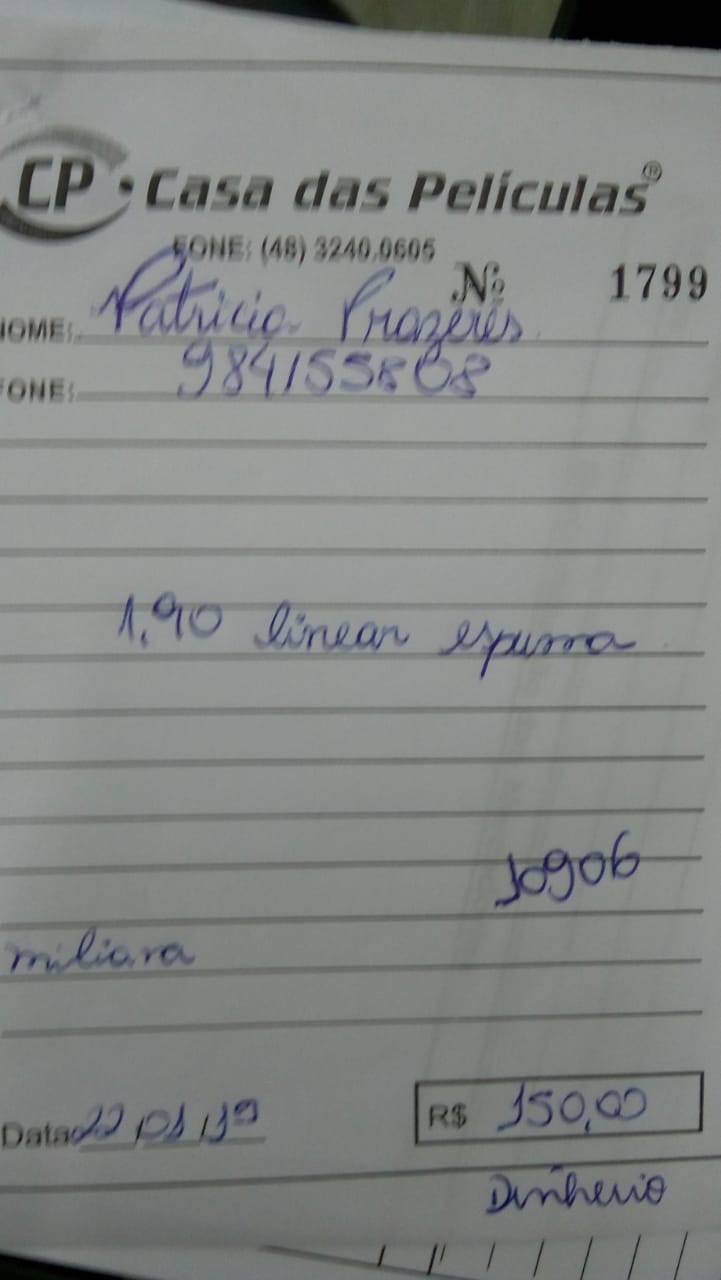 CP • Casa das Películas®
FONE: (48) 3240.0605
Nº 1799
NOME: Patricia Prazeres
FONE: 984155808
1,90 linear espuma
10906
miliara
Data 22/01/19
R$ 150,00
Dinheiro